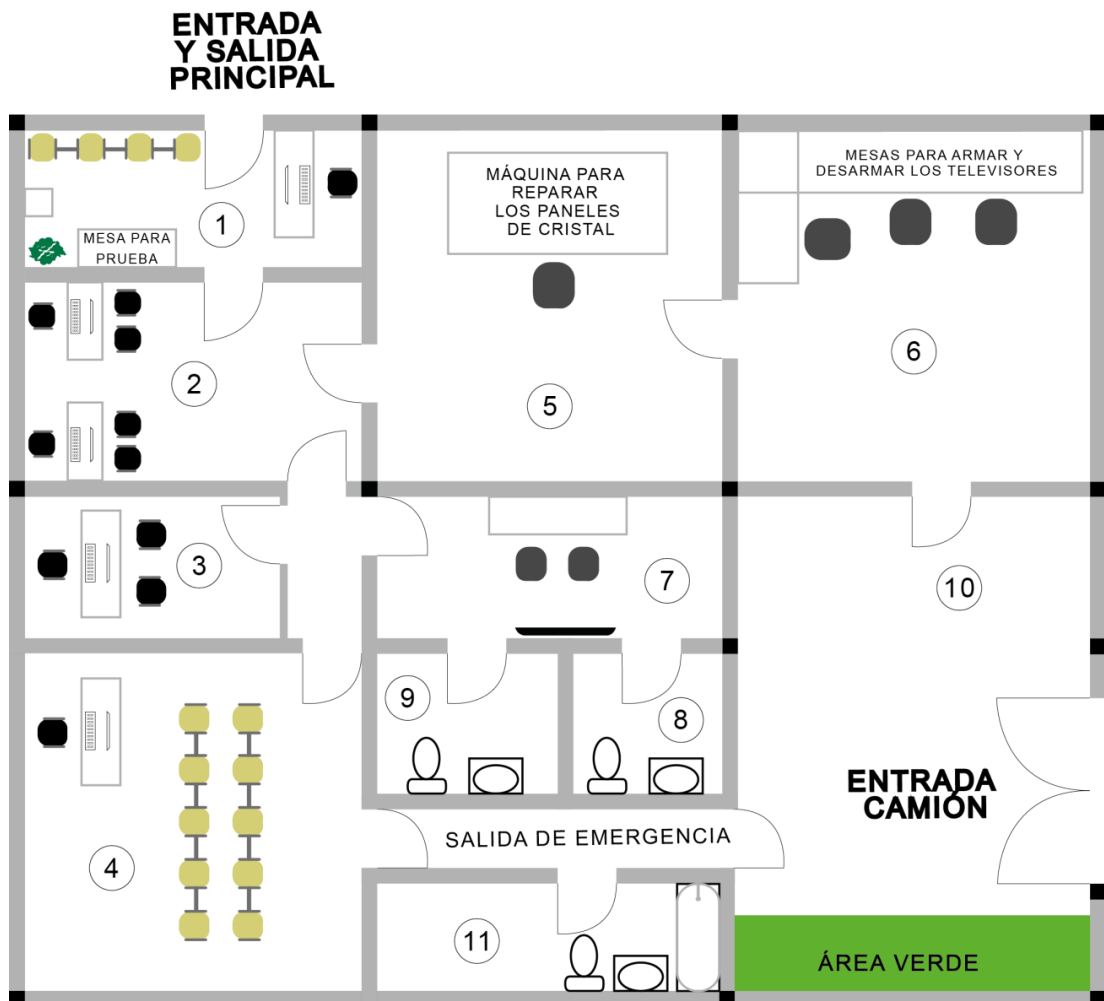 ENTRADA
Y SALIDA
PRINCIPAL
1
MESA PARA
PRUEBA
MÁQUINA PARA
REPARAR
LOS PANELES
DE CRISTAL
MESAS PARA ARMAR Y
DESARMAR LOS TELEVISORES
2
5
6
3
7
10
9
8
ENTRADA
CAMIÓN
4
SALIDA DE EMERGENCIA
11
ÁREA VERDE